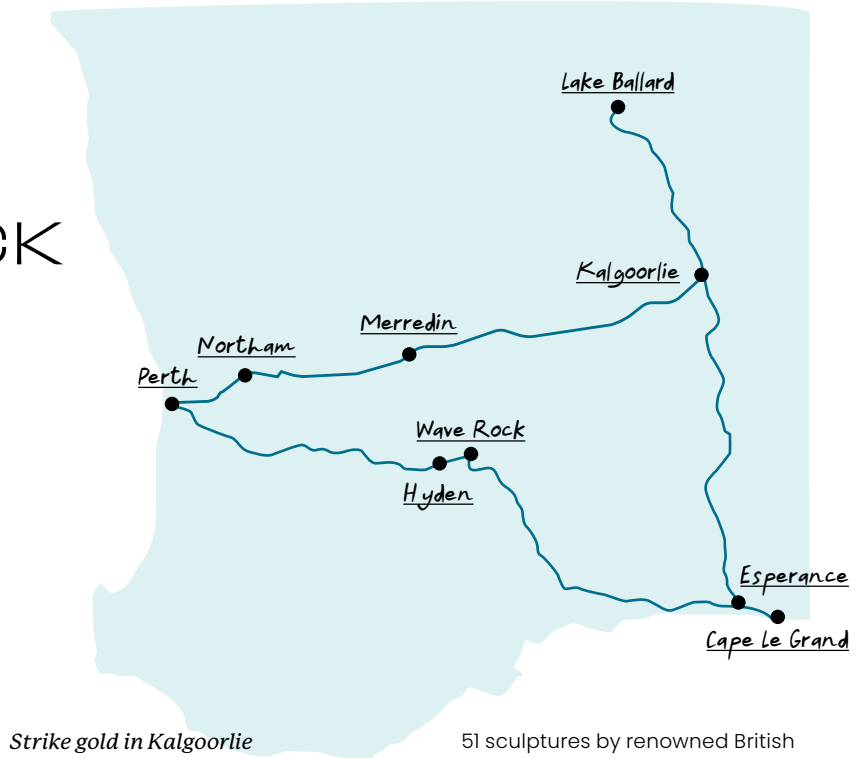 Lake Ballard
Kalgoorlie
Merredin
Northam
Perth
Wave Rock
Hyden
Esperance
Cape Le Grand
Strike gold in Kalgoorlie
51 sculptures by renowned British